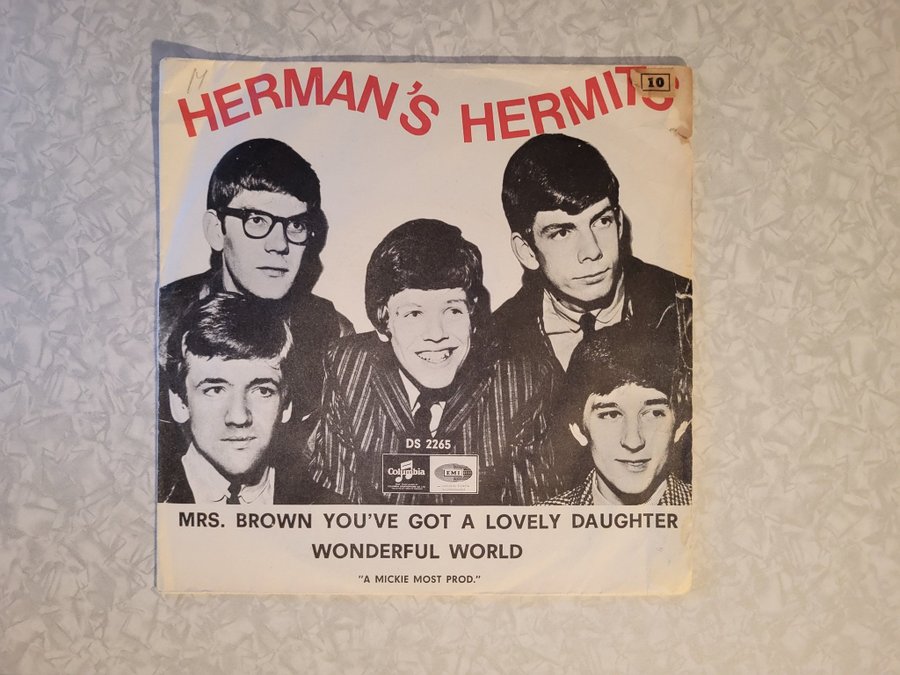 M
HERMAN'S HERMITS
10
DS 2265
Columbia
EMI
MRS. BROWN YOU'VE GOT A LOVELY DAUGHTER
WONDERFUL WORLD
"A MICKIE MOST PROD."